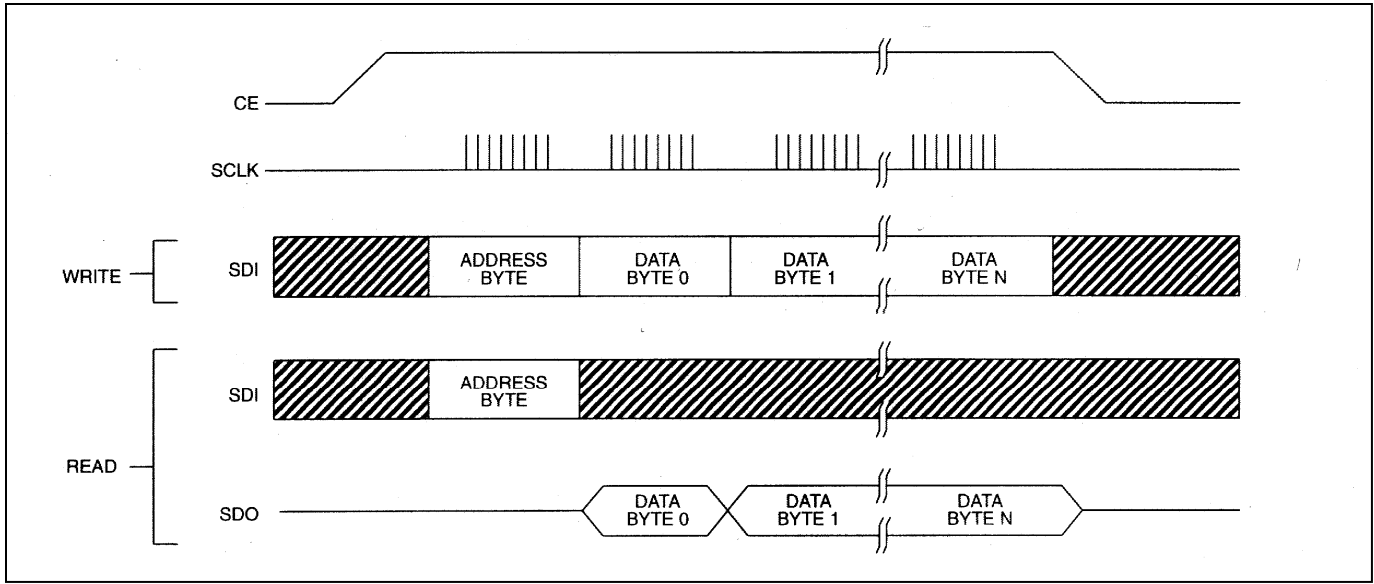 CE
SCLK
WRITE
SDI
ADDRESS
BYTE
DATA
BYTE 0
DATA
BYTE 1
DATA
BYTE N
READ
SDI
ADDRESS
BYTE
SDO
DATA
BYTE 0
DATA
BYTE 1
DATA
BYTE N